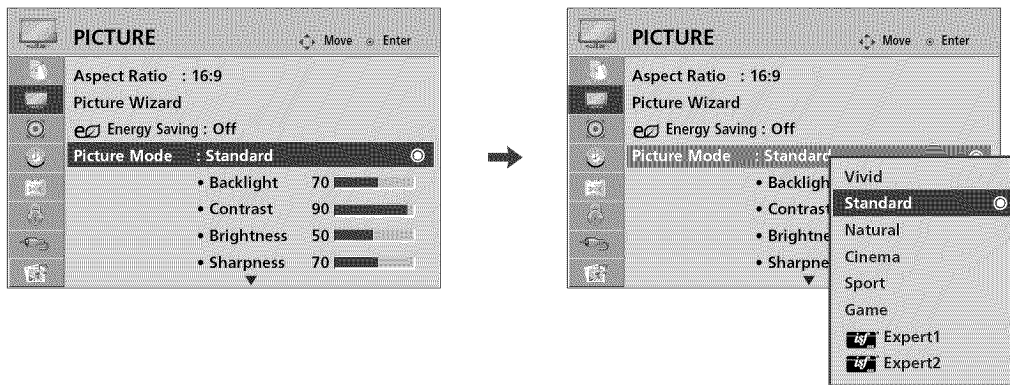 PICTURE
Move Enter
Aspect Ratio : 16:9
Picture Wizard
Energy Saving : Off
Picture Mode : Standard
• Backlight 70
• Contrast 90
• Brightness 50
• Sharpness 70
PICTURE
Move Enter
Aspect Ratio : 16:9
Picture Wizard
Energy Saving : Off
Picture Mode : Standard
• Backligh
• Contrast
• Brightne
• Sharpne
Vivid
Standard
Natural
Cinema
Sport
Game
isf Expert1
isf Expert2